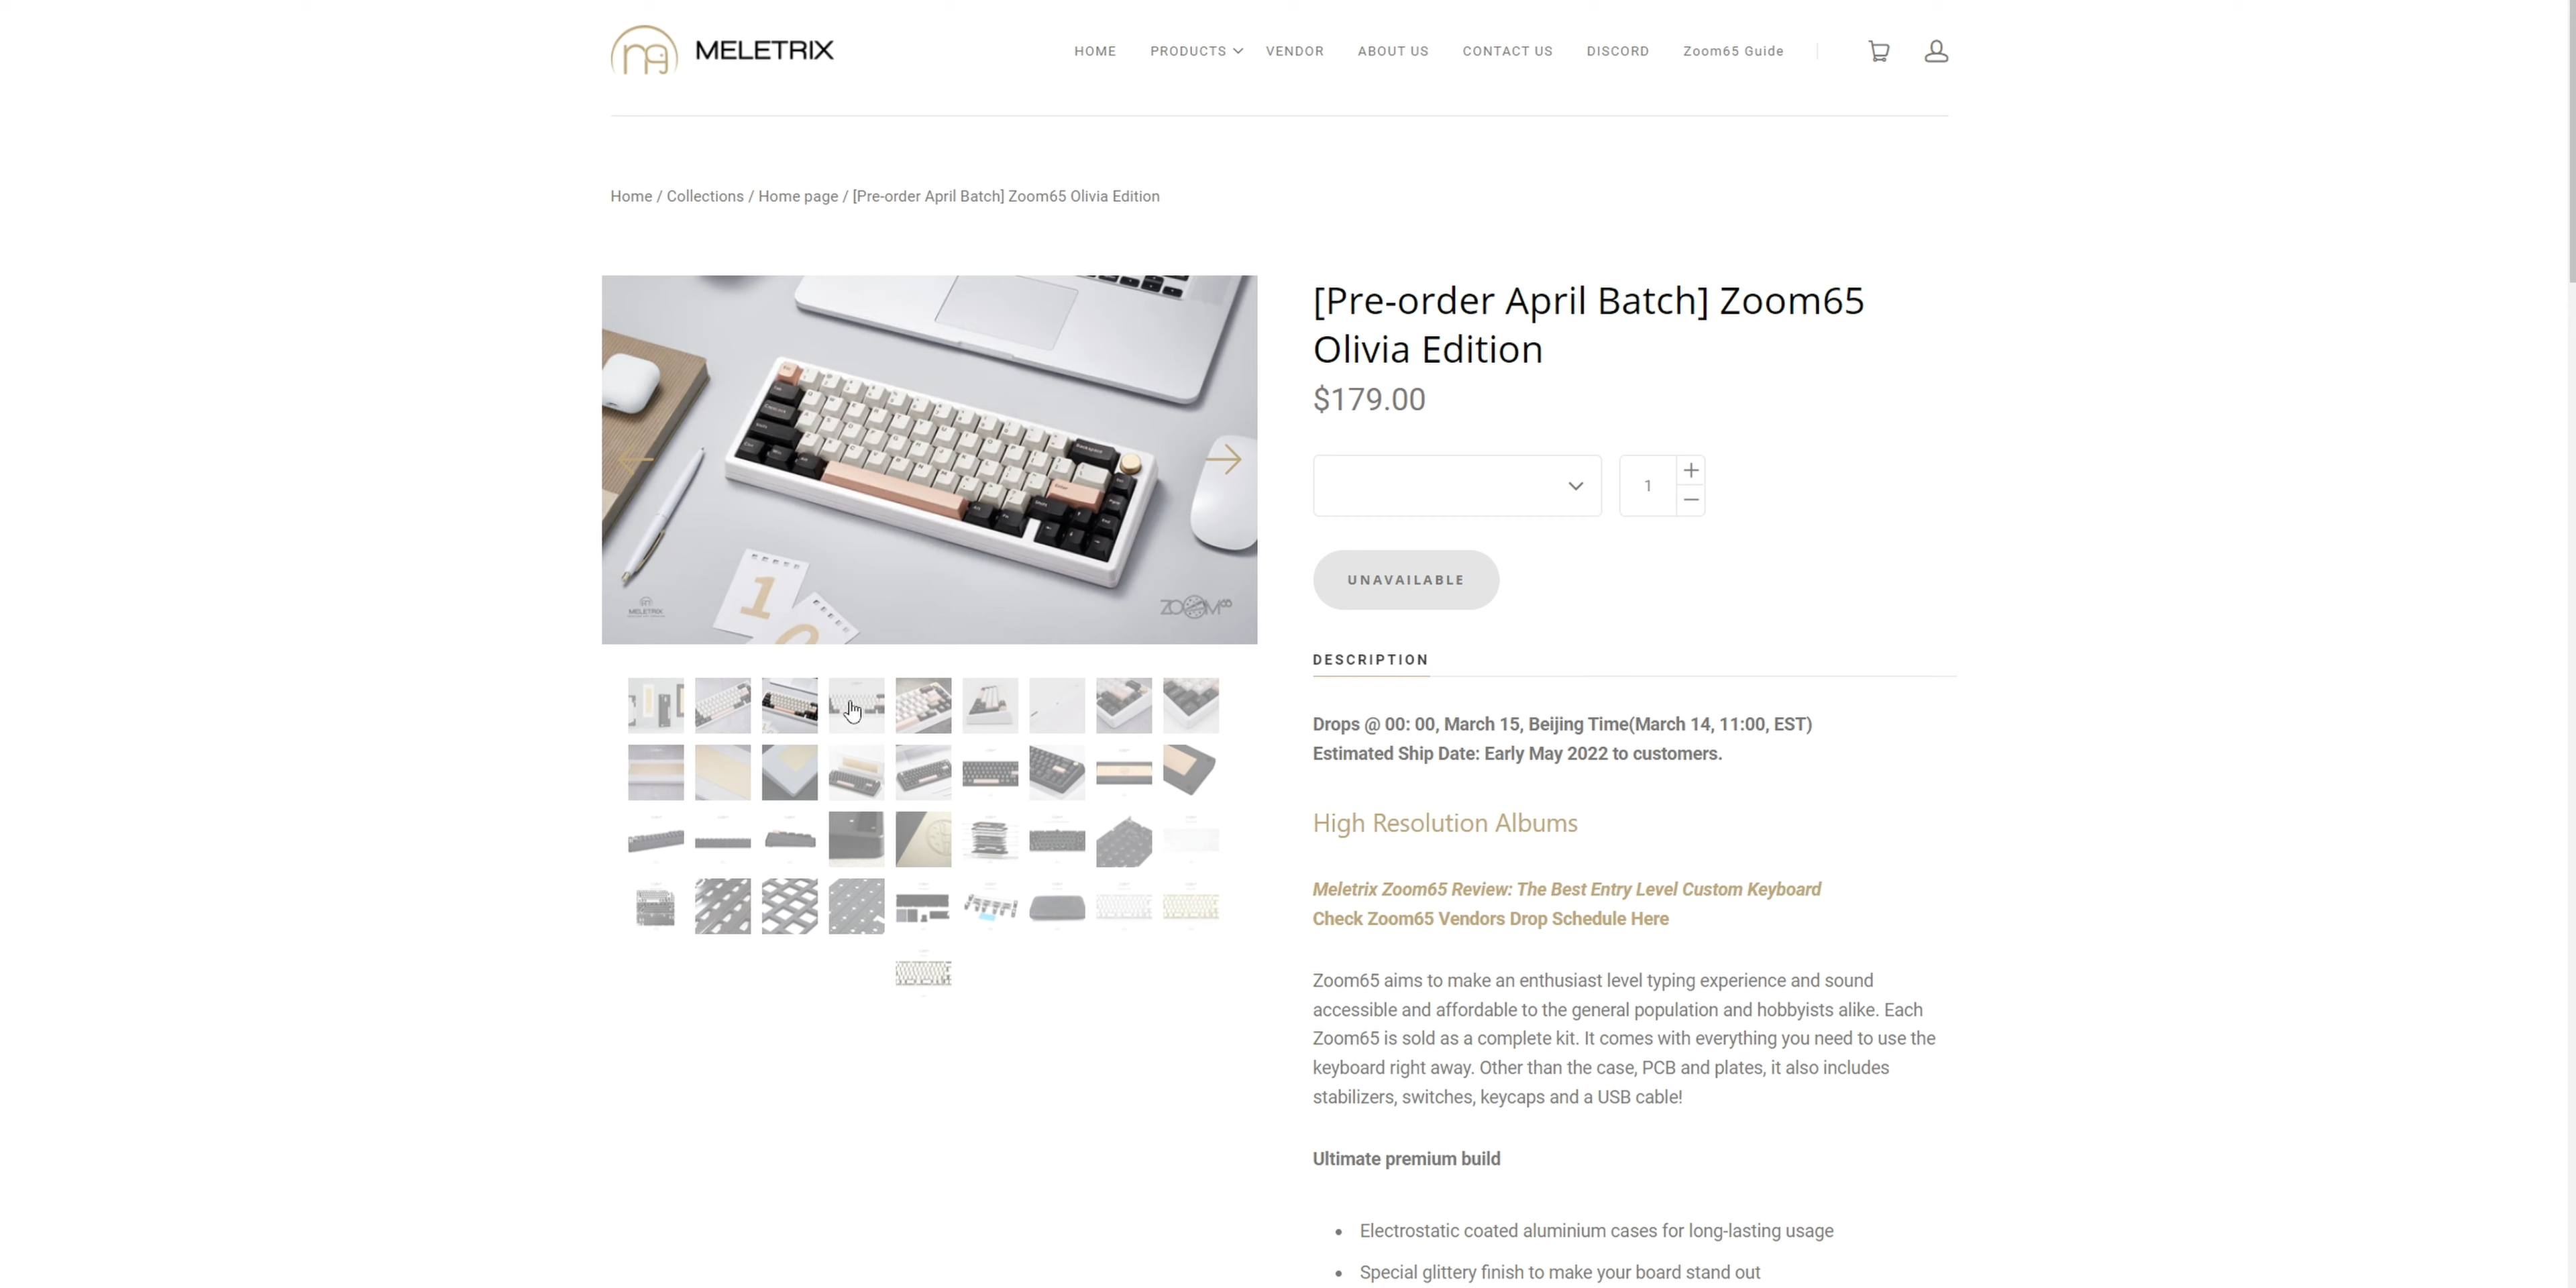 MELETRIX
HOME PRODUCTS VENDOR ABOUT US CONTACT US DISCORD Zoom65 Guide
Home / Collections / Home page / [Pre-order April Batch] Zoom65 Olivia Edition
[Pre-order April Batch] Zoom65
Olivia Edition
$179.00
1
UNAVAILABLE
1
MELETRIX
DESCRIPTION
Drops @ 00: 00, March 15, Beijing Time(March 14, 11:00, EST)
Estimated Ship Date: Early May 2022 to customers.
High Resolution Albums
Meletrix Zoom65 Review: The Best Entry Level Custom Keyboard
Check Zoom65 Vendors Drop Schedule Here
Zoom65 aims to make an enthusiast level typing experience and sound
accessible and affordable to the general population and hobbyists alike. Each
Zoom65 is sold as a complete kit. It comes with everything you need to use the
keyboard right away. Other than the case, PCB and plates, it also includes
stabilizers, switches, keycaps and a USB cable!
Ultimate premium build
• Electrostatic coated aluminium cases for long-lasting usage
• Special glittery finish to make your board stand out